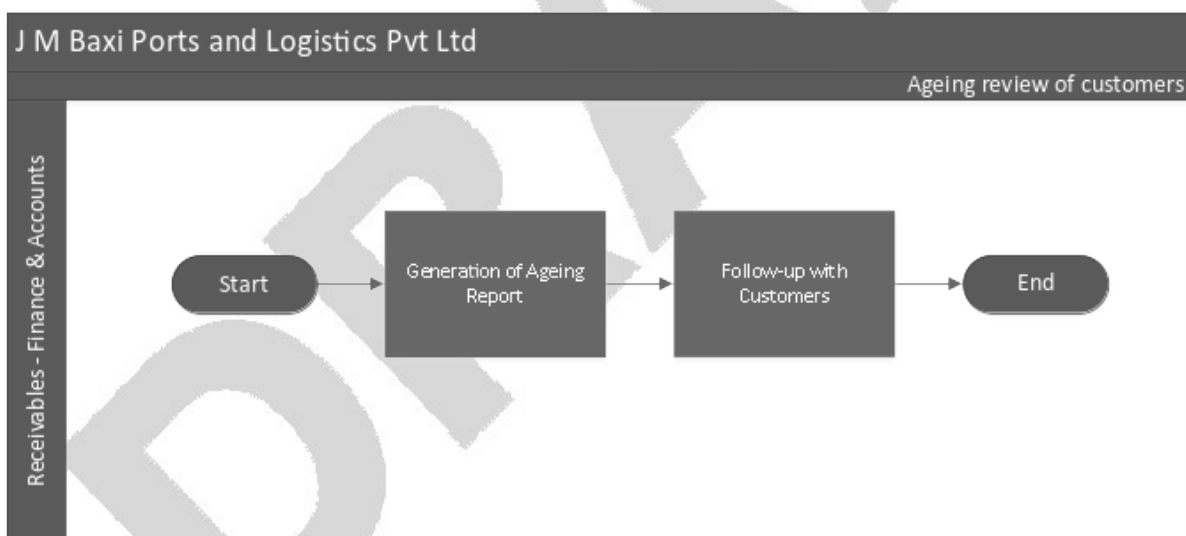 J M Baxi Ports and Logistics Pvt Ltd
Ageing review of customers
Receivables - Finance & Accounts
Start
Generation of Ageing
Report
Follow-up with
Customers
End
DRA